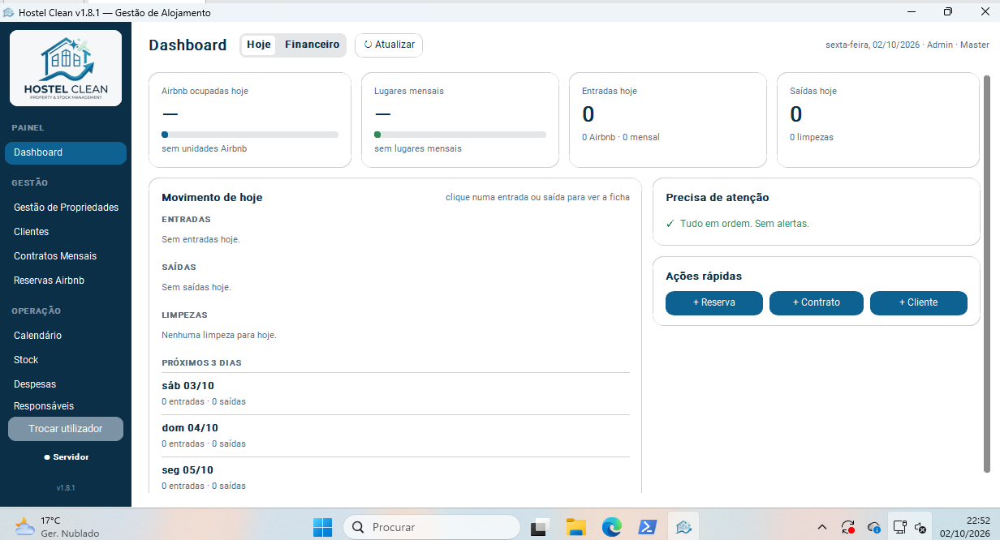 Hostel Clean v1.8.1 — Gestão de Alojamento
HOSTEL CLEAN
PROPERTY & STOCK MANAGEMENT
PAINEL
Dashboard
GESTÃO
Gestão de Propriedades
Clientes
Contratos Mensais
Reservas Airbnb
OPERAÇÃO
Calendário
Stock
Despesas
Responsáveis
Trocar utilizador
● Servidor
v1.8.1
Dashboard
Hoje Financeiro
↻ Atualizar
sexta-feira, 02/10/2026 · Admin · Master
Airbnb ocupadas hoje
—
sem unidades Airbnb
Lugares mensais
—
sem lugares mensais
Entradas hoje
0
0 Airbnb · 0 mensal
Saídas hoje
0
0 limpezas
Movimento de hoje
clique numa entrada ou saída para ver a ficha
ENTRADAS
Sem entradas hoje.
SAÍDAS
Sem saídas hoje.
LIMPEZAS
Nenhuma limpeza para hoje.
PRÓXIMOS 3 DIAS
sáb 03/10
0 entradas · 0 saídas
dom 04/10
0 entradas · 0 saídas
seg 05/10
0 entradas · 0 saídas
Precisa de atenção
✓ Tudo em ordem. Sem alertas.
Ações rápidas
+ Reserva
+ Contrato
+ Cliente
17°C
Ger. Nublado
Procurar
22:52
02/10/2026